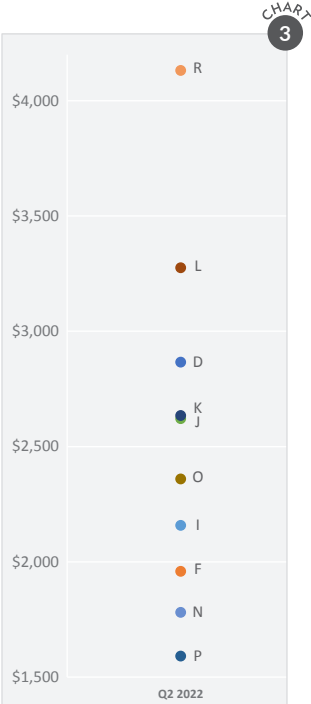 CHART
3
R
$4,000
$3,500
L
$3,000
D
K
J
$2,500
O
I
$2,000
F
N
P
$1,500
Q2 2022